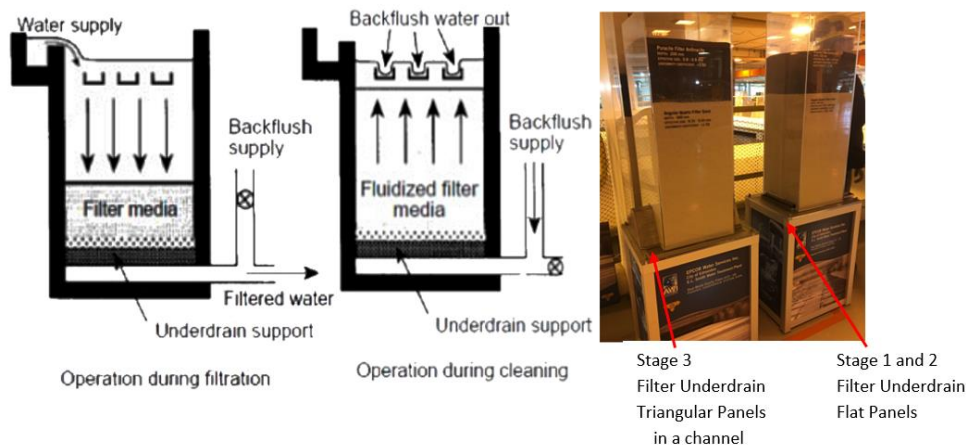 Water supply
Backflush
supply
Filter media
Filtered water
Underdrain support
Operation during filtration
Backflush water out
Backflush
supply
Fluidized filter
media
Underdrain support
Operation during cleaning
Stage 3
Filter Underdrain
Triangular Panels
in a channel
Stage 1 and 2
Filter Underdrain
Flat Panels